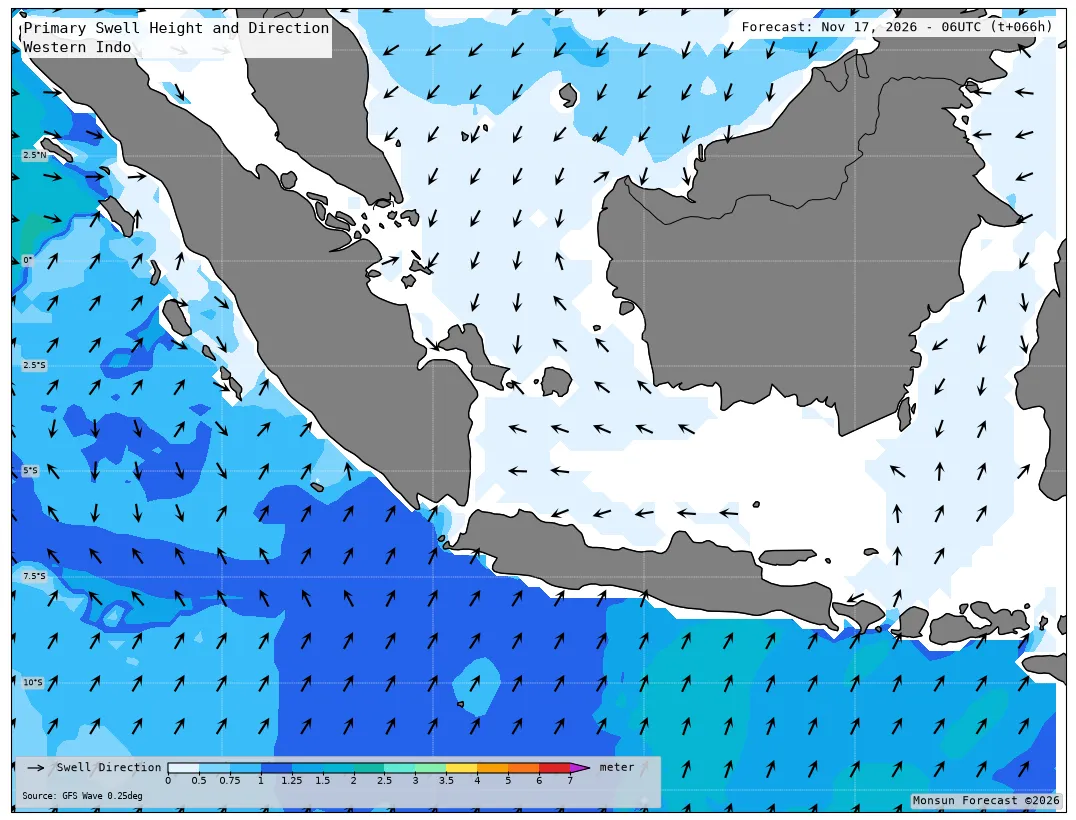 Primary Swell Height and Direction
Western Indo
Forecast: Nov 17, 2026 - 06UTC (t+066h)
2.5°N
0°
2.5°S
5°S
7.5°S
10°S
Swell Direction
0 0.5 0.75 1 1.25 1.5 2 2.5 3 3.5 4 5 6 7
meter
Source: GFS Wave 0.25deg
Monsun Forecast ©2026